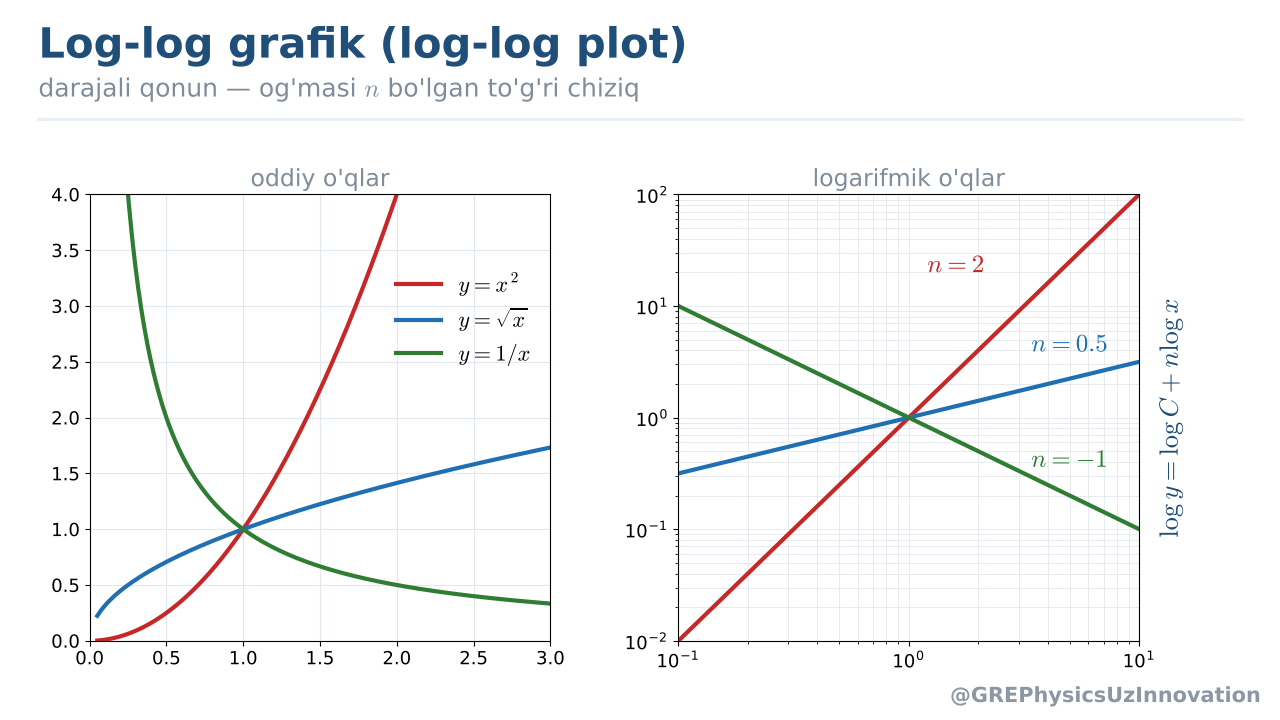 Log-log grafik (log-log plot)
darajali qonun — og'masi n bo'lgan to'g'ri chiziq
oddiy o'qlar
4.0
3.5
3.0
2.5
2.0
1.5
1.0
0.5
0.0
0.0 0.5 1.0 1.5 2.0 2.5 3.0
y = x²
y = √x
y = 1/x
logarifmik o'qlar
10²
10¹
10⁰
10⁻¹
10⁻²
10⁻¹ 10⁰ 10¹
n = 2
n = 0.5
n = −1
log y = log C + n log x
@GREPhysicsUzInnovation